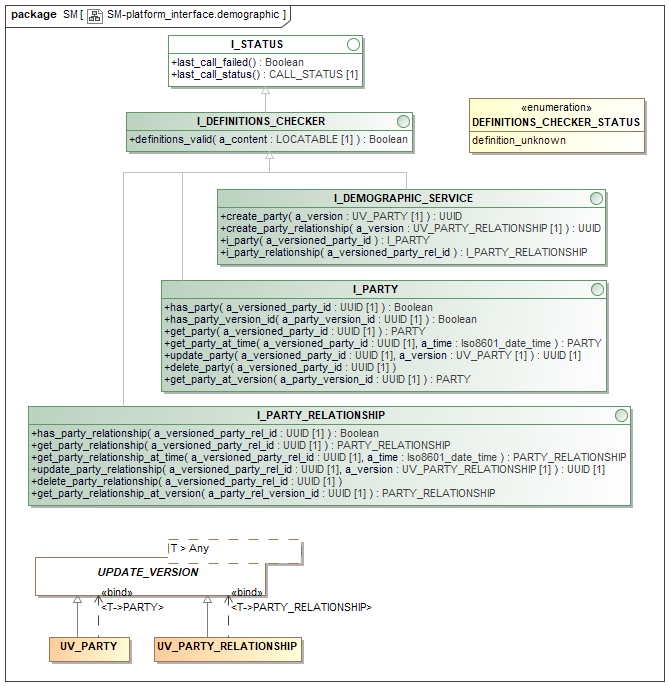 package SM [ SM-platform_interface.demographic ]
I_STATUS
+last_call_failed() : Boolean
+last_call_status() : CALL_STATUS [1]
I_DEFINITIONS_CHECKER
+definitions_valid( a_content : LOCATABLE [1] ) : Boolean
«enumeration»
DEFINITIONS_CHECKER_STATUS
definition_unknown
I_DEMOGRAPHIC_SERVICE
+create_party( a_version : UV_PARTY [1] ) : UUID
+create_party_relationship( a_version : UV_PARTY_RELATIONSHIP [1] ) : UUID
+i_party( a_versioned_party_id ) : I_PARTY
+i_party_relationship( a_versioned_party_rel_id ) : I_PARTY_RELATIONSHIP
I_PARTY
+has_party( a_versioned_party_id : UUID [1] ) : Boolean
+has_party_version_id( a_party_version_id : UUID [1] ) : Boolean
+get_party( a_versioned_party_id : UUID [1] ) : PARTY
+get_party_at_time( a_versioned_party_id : UUID [1], a_time : Iso8601_date_time ) : PARTY
+update_party( a_versioned_party_id : UUID [1], a_version : UV_PARTY [1] ) : UUID [1]
+delete_party( a_versioned_party_id : UUID [1] )
+get_party_at_version( a_party_version_id : UUID [1] ) : PARTY
I_PARTY_RELATIONSHIP
+has_party_relationship( a_versioned_party_rel_id : UUID [1] ) : Boolean
+get_party_relationship( a_versioned_party_rel_id : UUID [1] ) : PARTY_RELATIONSHIP
+get_party_relationship_at_time( a_versioned_party_rel_id : UUID [1], a_time : Iso8601_date_time ) : PARTY_RELATIONSHIP
+update_party_relationship( a_versioned_party_rel_id : UUID [1], a_version : UV_PARTY_RELATIONSHIP [1] ) : UUID [1]
+delete_party_relationship( a_versioned_party_rel_id : UUID [1] )
+get_party_relationship_at_version( a_party_rel_version_id : UUID [1] ) : PARTY_RELATIONSHIP
T > Any
UPDATE_VERSION
«bind» «bind»
<T->PARTY> <T->PARTY_RELATIONSHIP>
UV_PARTY UV_PARTY_RELATIONSHIP